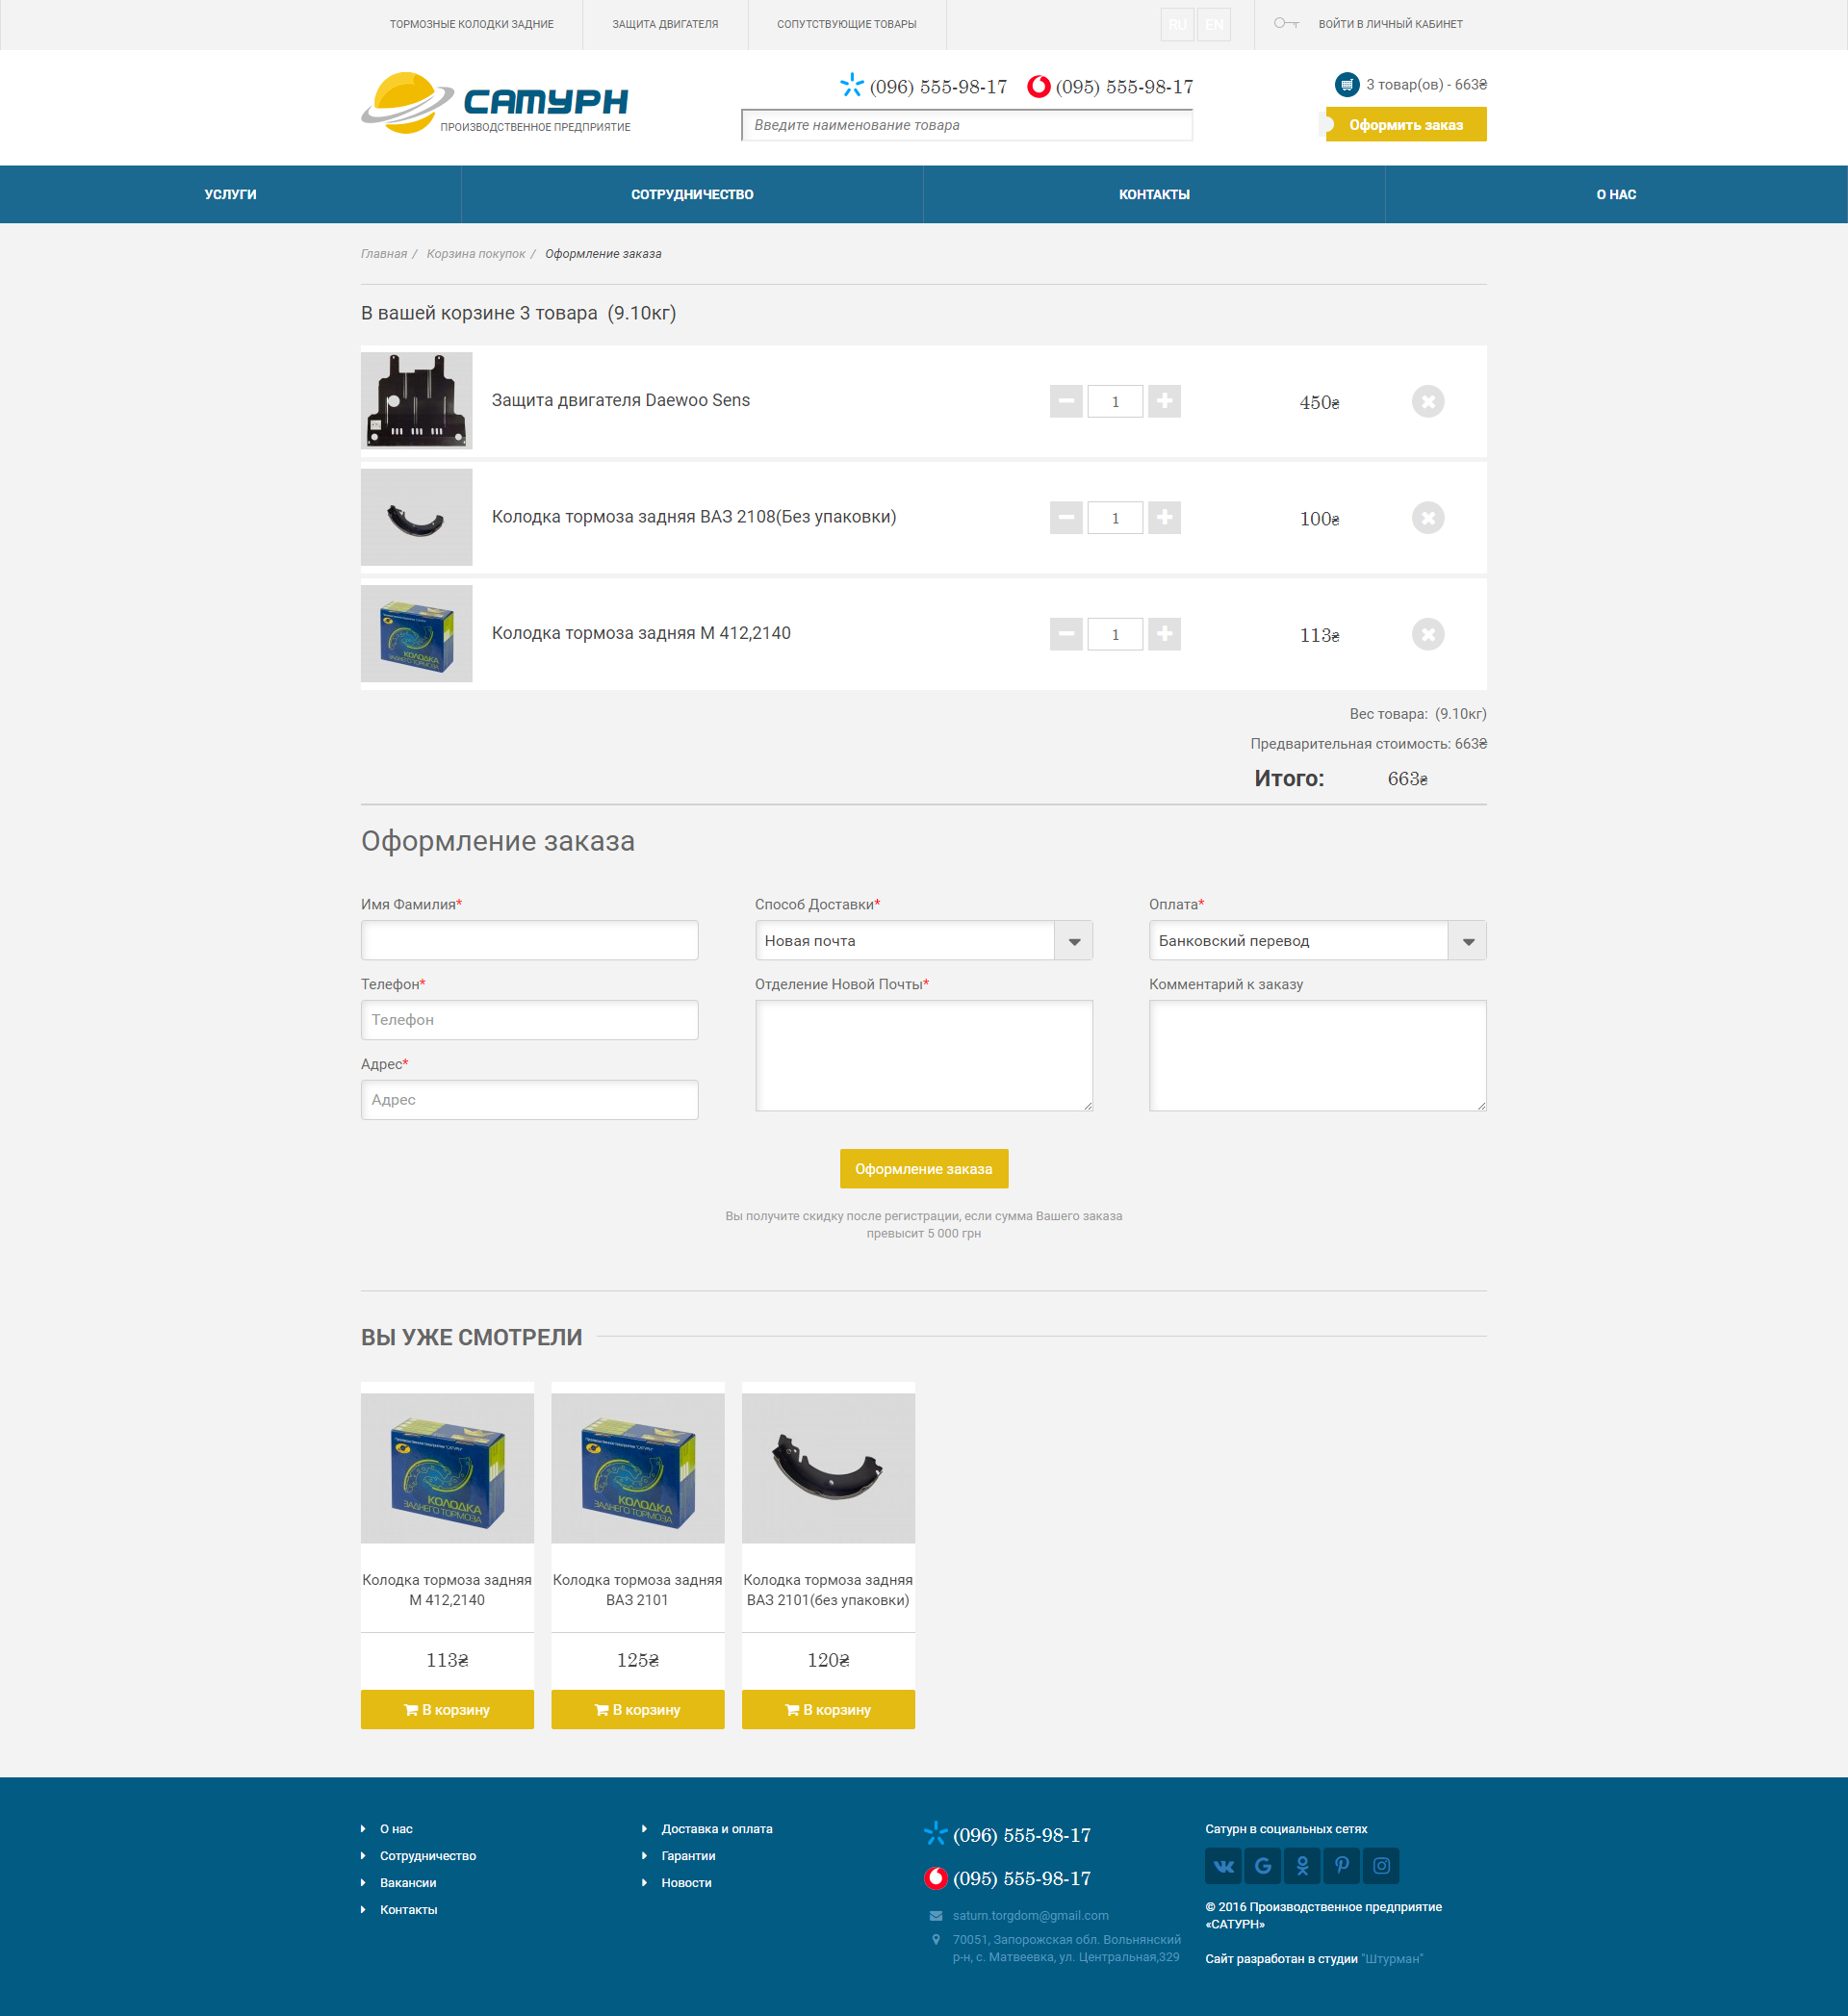 ТОРМОЗНЫЕ КОЛОДКИ ЗАДНИЕ
ЗАЩИТА ДВИГАТЕЛЯ
СОПУТСТВУЮЩИЕ ТОВАРЫ
RU
EN
ВОЙТИ В ЛИЧНЫЙ КАБИНЕТ
САТУРН
ПРОИЗВОДСТВЕННОЕ ПРЕДПРИЯТИЕ
(096) 555-98-17
(095) 555-98-17
Введите наименование товара
3 товар(ов) - 663₴
Оформить заказ
УСЛУГИ
СОТРУДНИЧЕСТВО
КОНТАКТЫ
О НАС
Главная / Корзина покупок / Оформление заказа
В вашей корзине 3 товара (9.10кг)
Защита двигателя Daewoo Sens
1
450₴
Колодка тормоза задняя ВАЗ 2108(Без упаковки)
1
100₴
КОЛОДКА
ЗАДНЕГО ТОРМОЗА
Колодка тормоза задняя М 412,2140
1
113₴
Вес товара: (9.10кг)
Предварительная стоимость: 663₴
Итого: 663₴
Оформление заказа
Имя Фамилия*
Способ Доставки*
Оплата*
Новая почта
Банковский перевод
Телефон*
Отделение Новой Почты*
Комментарий к заказу
Телефон
Адрес*
Адрес
Оформление заказа
Вы получите скидку после регистрации, если сумма Вашего заказа
превысит 5 000 грн
ВЫ УЖЕ СМОТРЕЛИ
КОЛОДКА
ЗАДНЕГО ТОРМОЗА
Колодка тормоза задняя
М 412,2140
113₴
В корзину
КОЛОДКА
ЗАДНЕГО ТОРМОЗА
Колодка тормоза задняя
ВАЗ 2101
125₴
В корзину
Колодка тормоза задняя
ВАЗ 2101(без упаковки)
120₴
В корзину
О нас
Сотрудничество
Вакансии
Контакты
Доставка и оплата
Гарантии
Новости
(096) 555-98-17
(095) 555-98-17
saturn.torgdom@gmail.com
70051, Запорожская обл. Вольнянский
р-н, с. Матвеевка, ул. Центральная,329
Сатурн в социальных сетях
© 2016 Производственное предприятие
«САТУРН»
Сайт разработан в студии "Штурман"